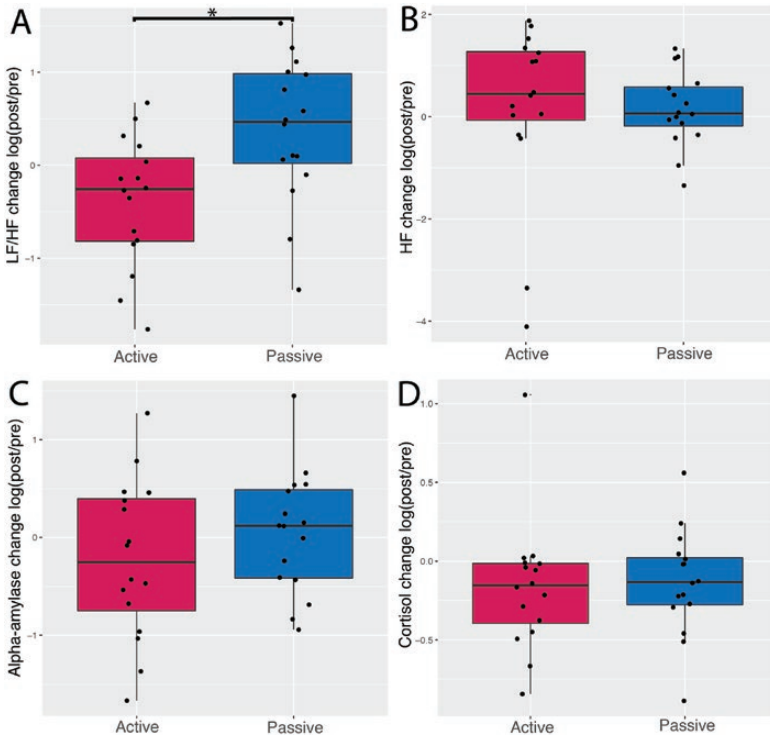 A
*
LF/HF change log(post/pre)
1
0
−1
Active
Passive
B
HF change log(post/pre)
2
0
−2
−4
Active
Passive
C
Alpha-amylase change log(post/pre)
1
0
−1
Active
Passive
D
Cortisol change log(post/pre)
1.0
0.5
0.0
−0.5
Active
Passive